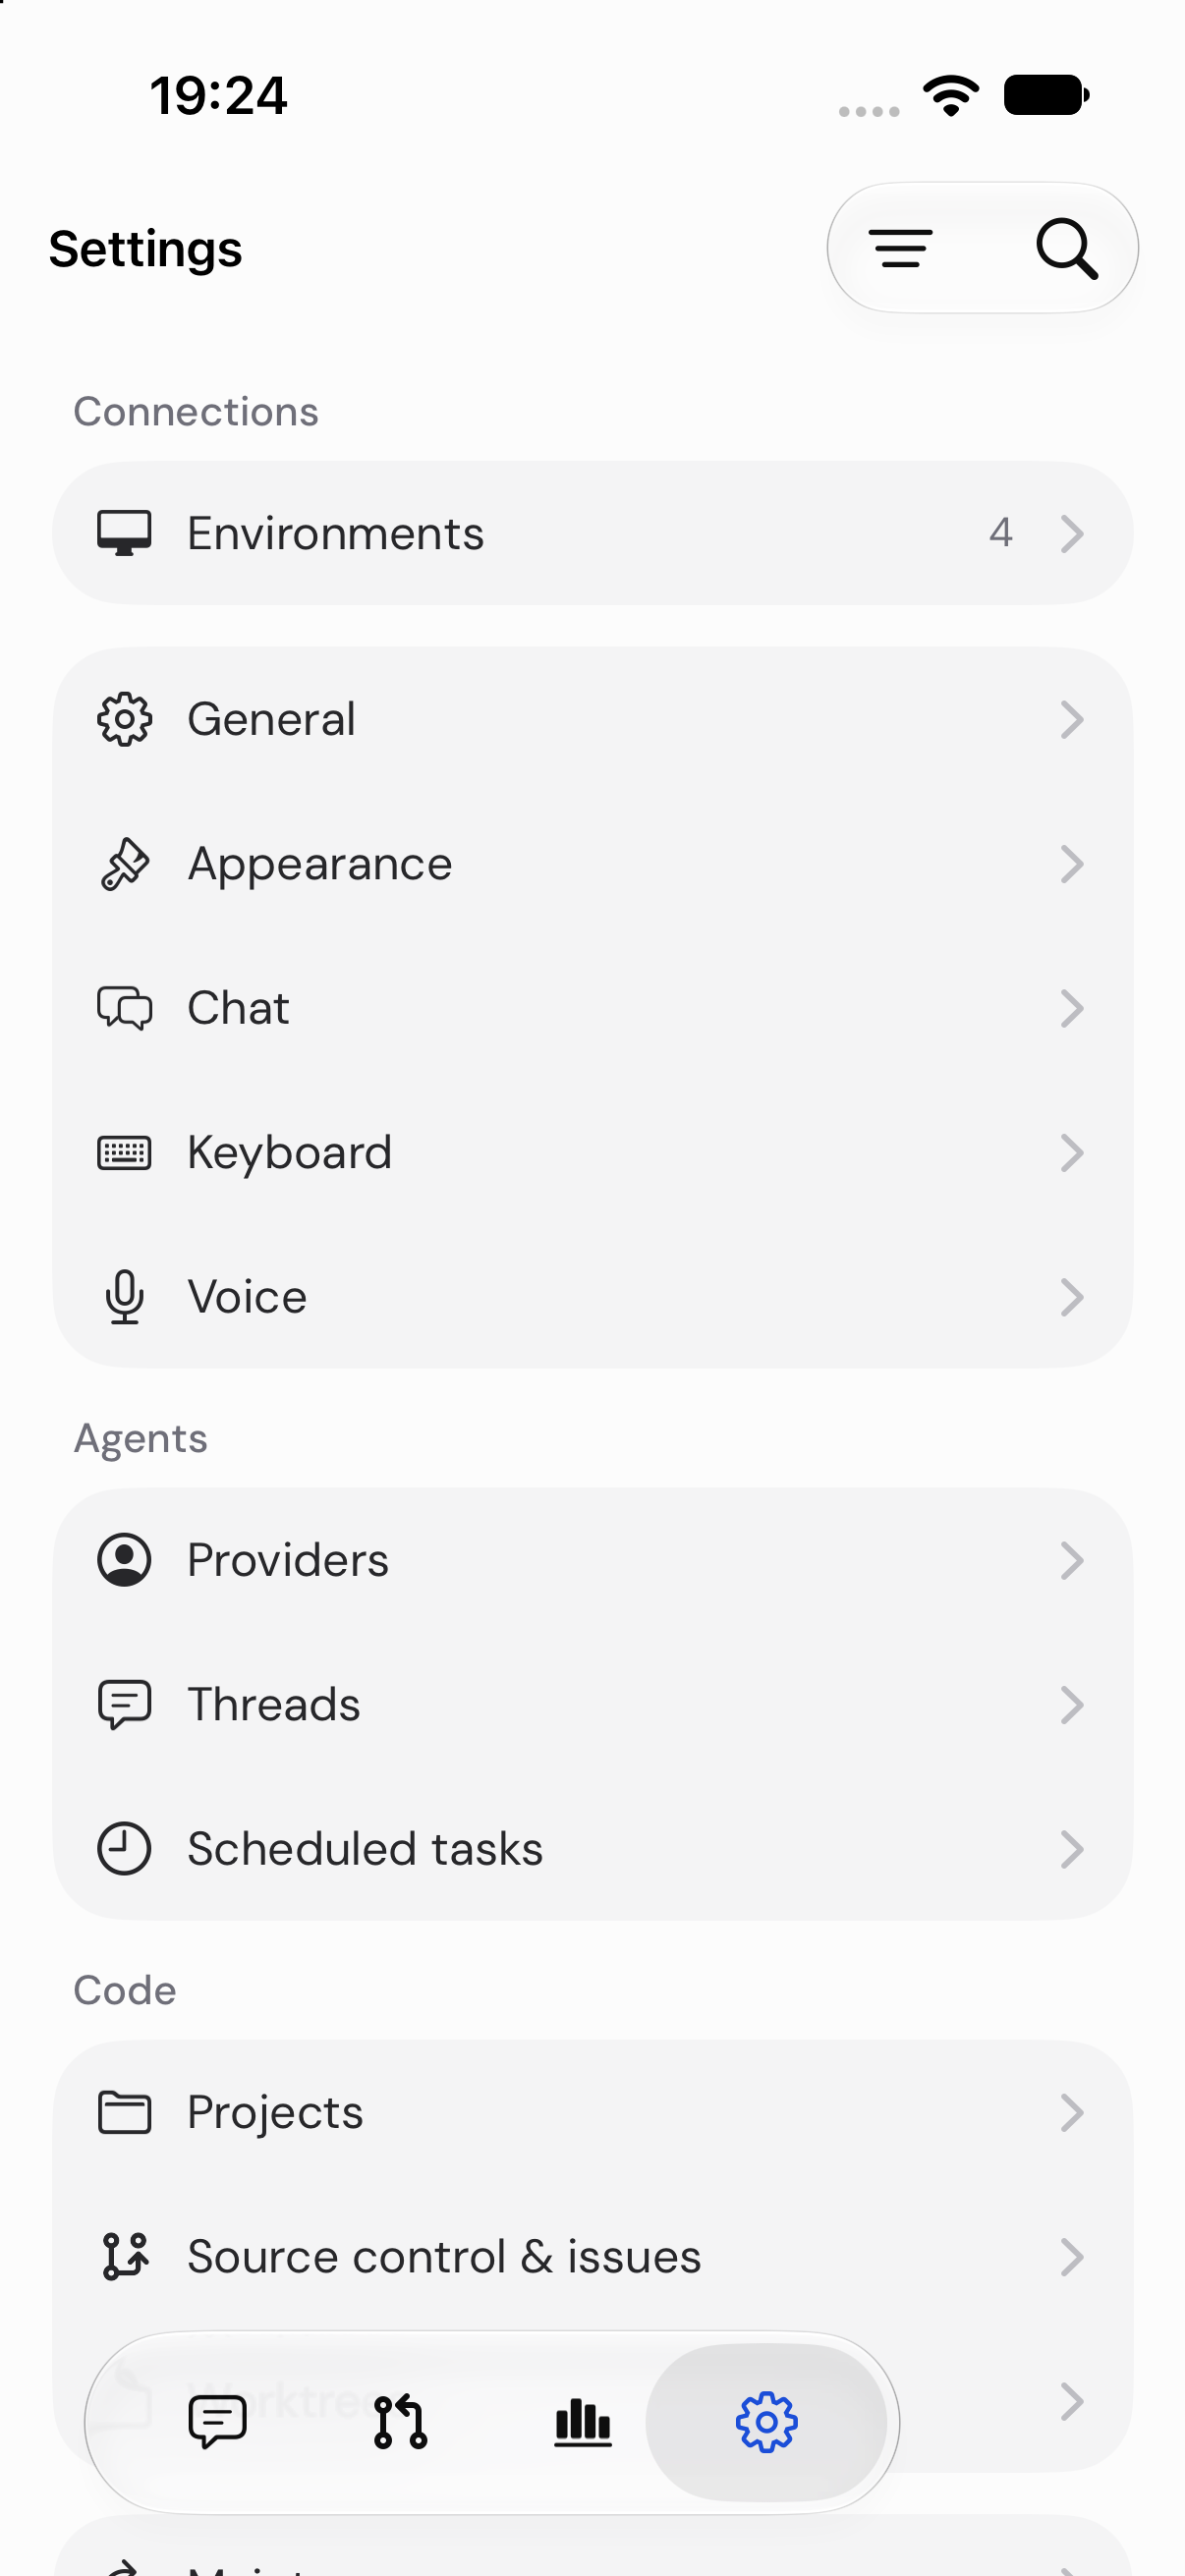 19:24
Settings
Connections
Environments 4
General
Appearance
Chat
Keyboard
Voice
Agents
Providers
Threads
Scheduled tasks
Code
Projects
Source control & issues